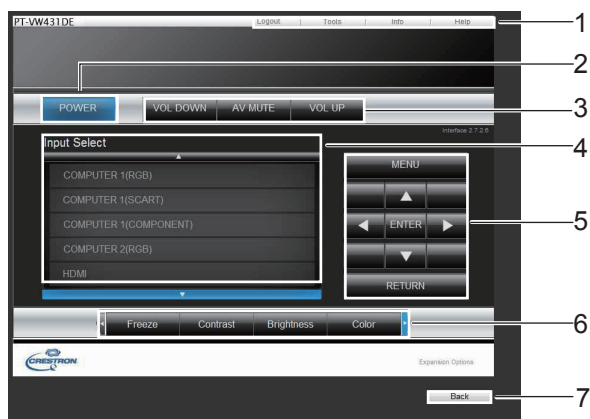 PT-VW431DE
Logout | Tools | Info | Help
1
2
POWER
VOL DOWN AV MUTE VOL UP
3
Interface 2.7.2.6
Input Select
4
COMPUTER 1(RGB)
COMPUTER 1(SCART)
COMPUTER 1(COMPONENT)
COMPUTER 2(RGB)
HDMI
MENU
ENTER
RETURN
5
Freeze Contrast Brightness Color
6
CRESTRON
Expansion Options
Back
7